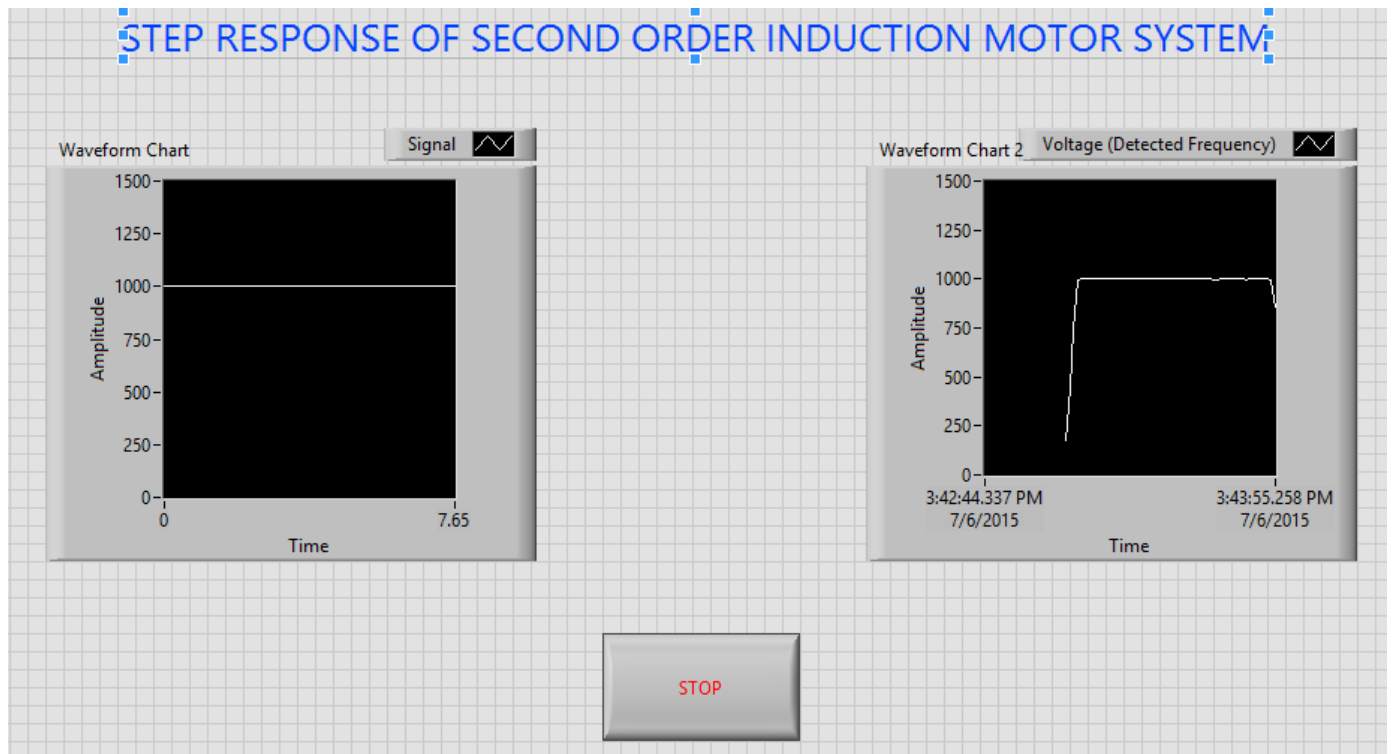 STEP RESPONSE OF SECOND ORDER INDUCTION MOTOR SYSTEM
Waveform Chart
Signal
1500
1250
1000
750
500
250
0
Amplitude
0
7.65
Time
Waveform Chart 2
Voltage (Detected Frequency)
1500
1250
1000
750
500
250
0
Amplitude
3:42:44.337 PM
7/6/2015
3:43:55.258 PM
7/6/2015
Time
STOP